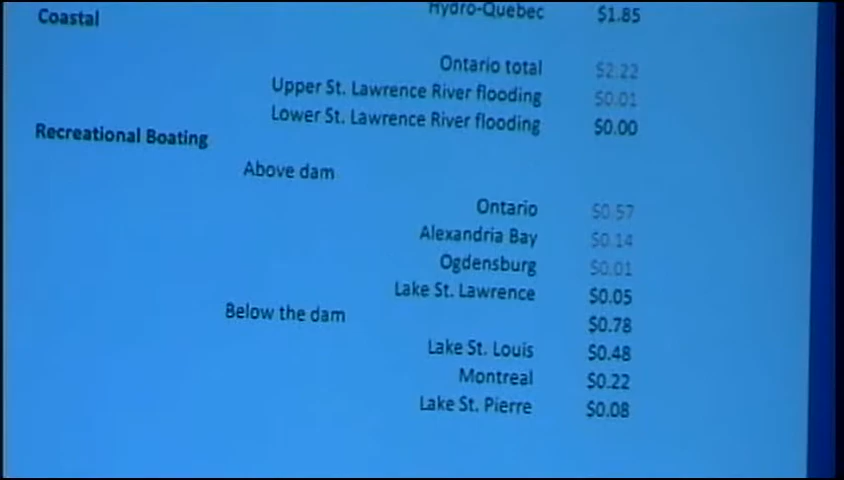 Hydro-Quebec $1.85
Coastal
Ontario total $2.22
Upper St. Lawrence River flooding $0.01
Lower St. Lawrence River flooding $0.00
Recreational Boating
Above dam
Ontario $0.57
Alexandria Bay $0.14
Ogdensburg $0.01
Lake St. Lawrence $0.05
Below the dam $0.78
Lake St. Louis $0.48
Montreal $0.22
Lake St. Pierre $0.08